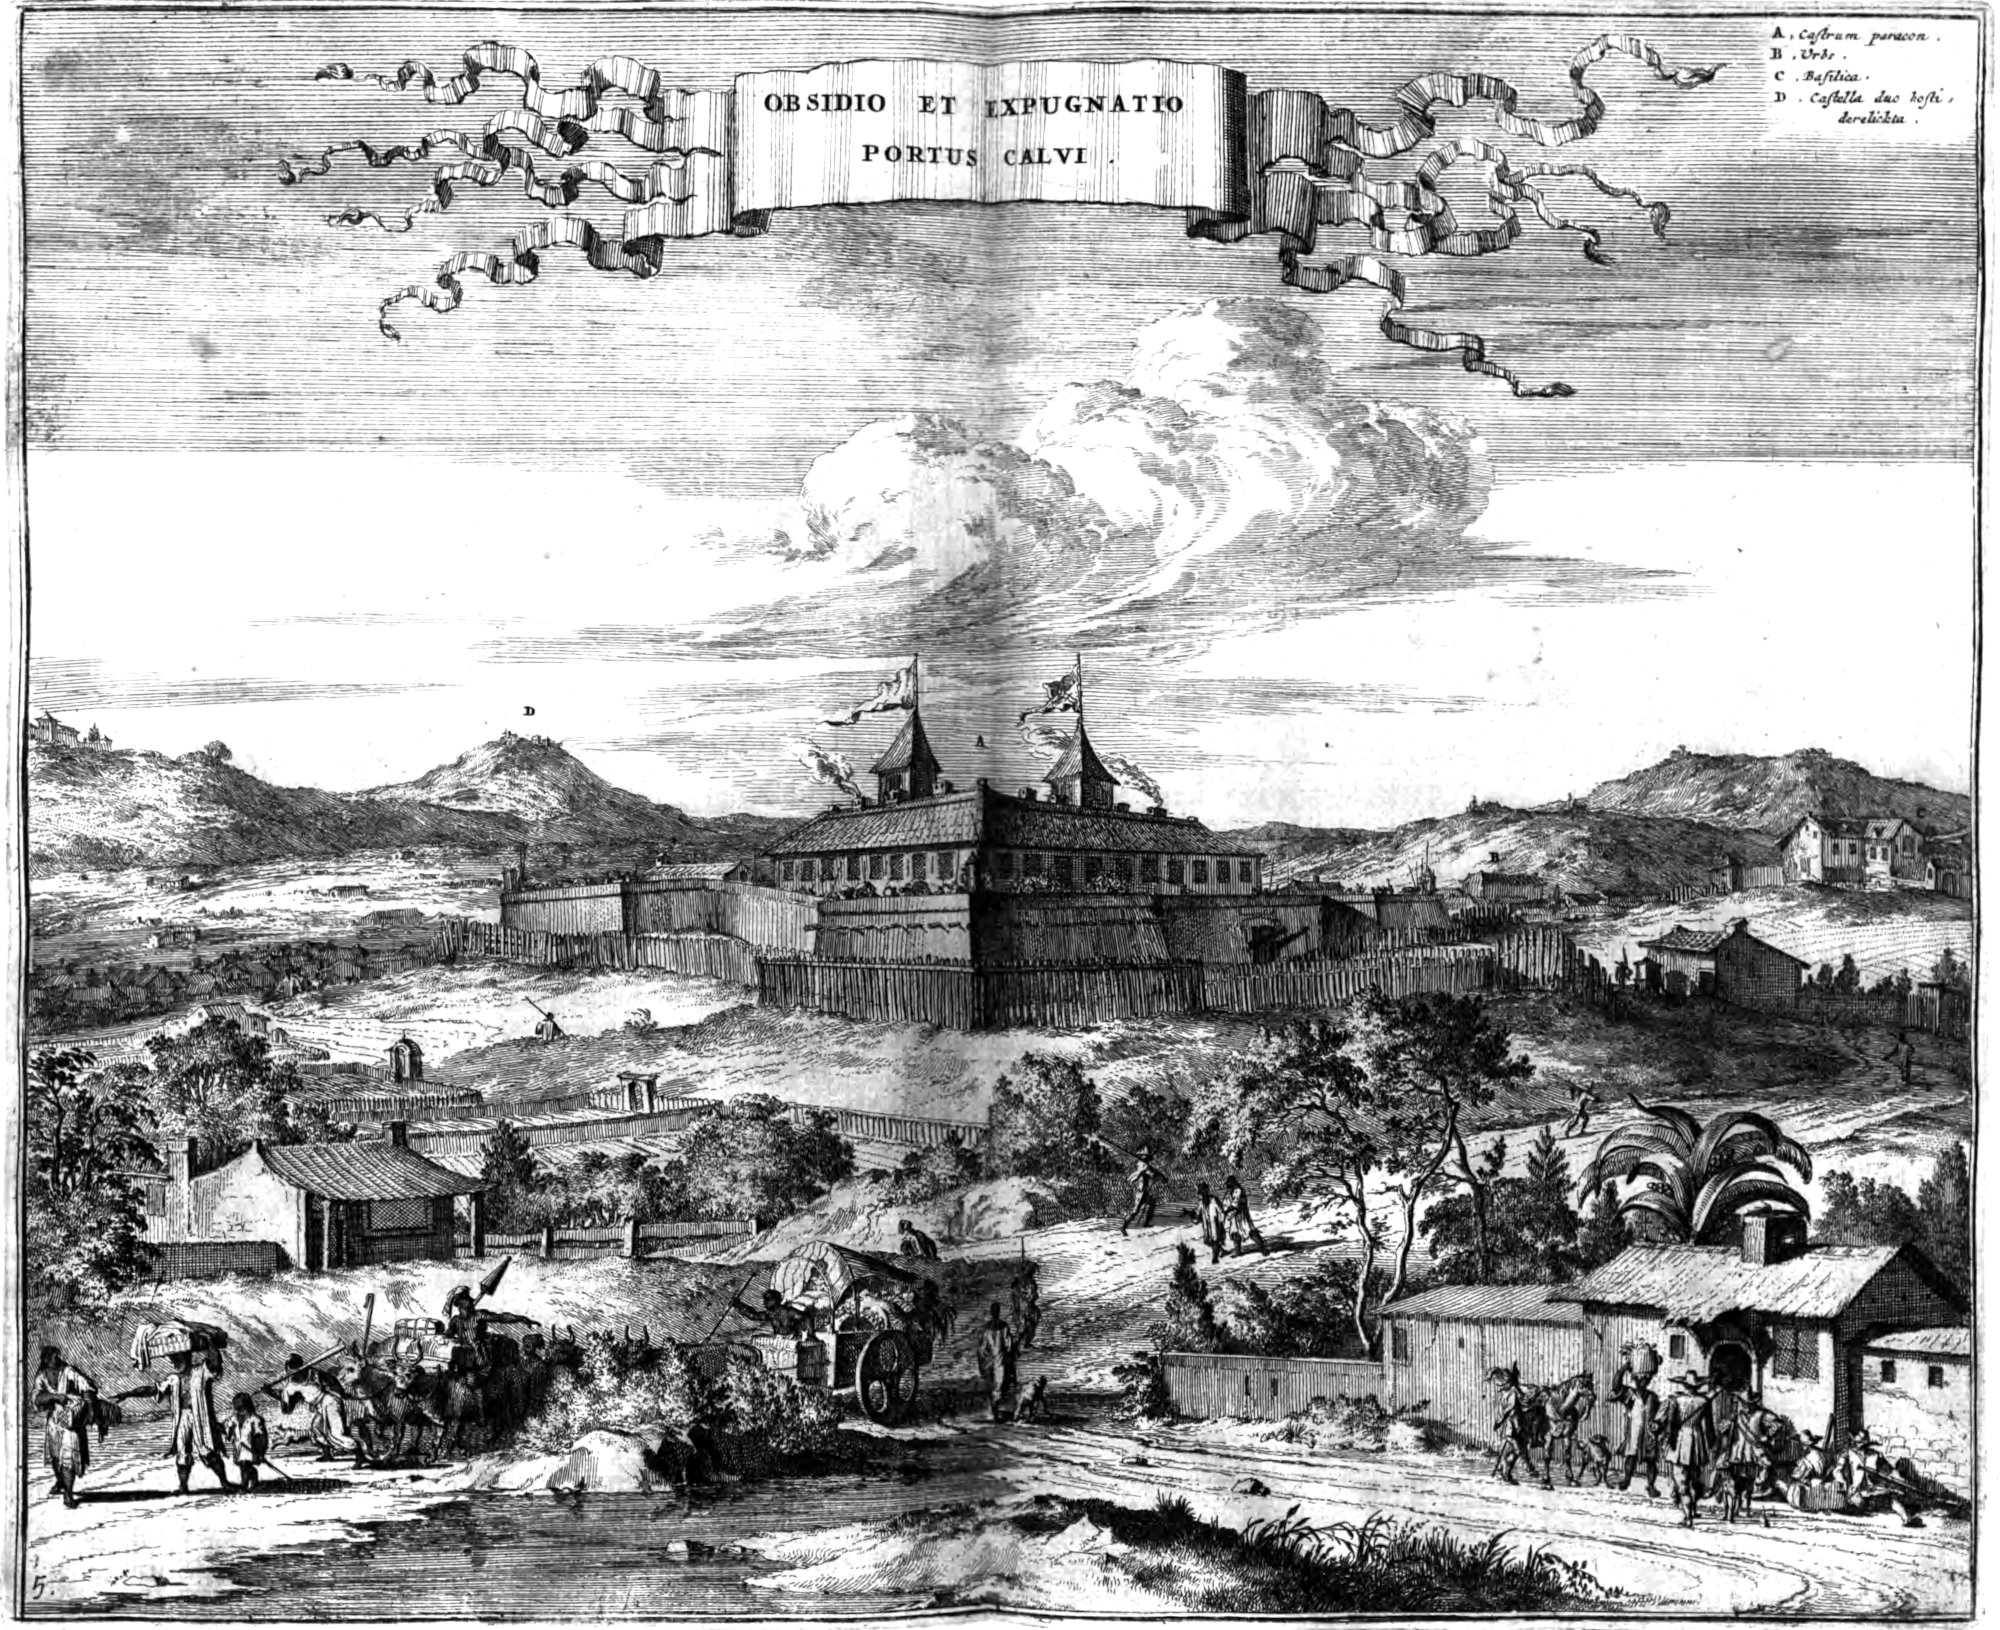 OBSIDIO ET EXPUGNATIO
PORTUS CALVI.
A. Castrum paracon.
B. Urbs.
C. Basilica.
D. Castella duo hosti,
derelickta.
D
A
B
C
5.